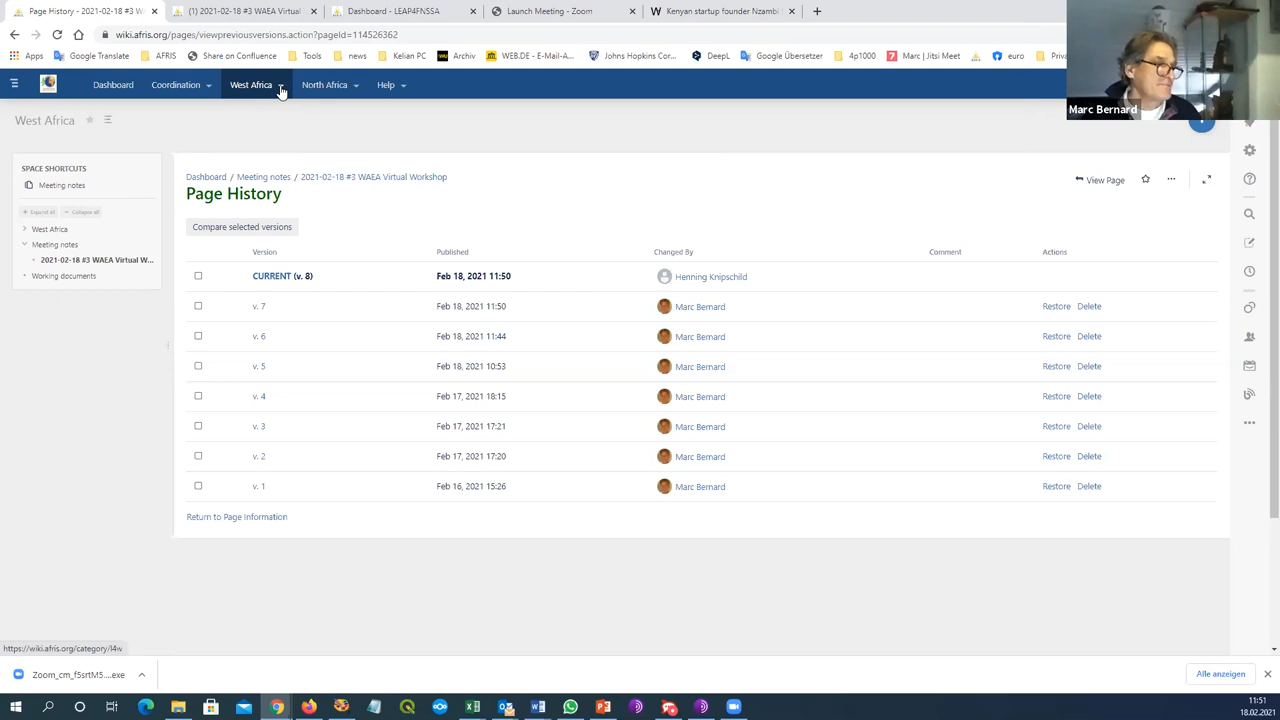 Page History - 2021-02-18 #3 WA
(1) 2021-02-18 #3 WAEA Virtual
Dashboard - LEAP4FNSSA
Launch Meeting - Zoom
Kenyan startup founder Nzambi
wiki.afris.org/pages/viewpreviousversions.action?pageId=114526362
Apps
Google Translate
AFRIS
Share on Confluence
Tools
news
Kelian PC
Archiv
WEB.DE - E-Mail-A...
Johns Hopkins Cor...
DeepL
Google Übersetzer
4p1000
Marc | Jitsi Meet
euro
Marc Bernard
Dashboard
Coordination
West Africa
North Africa
Help
West Africa
SPACE SHORTCUTS
Meeting notes
Expand all
Collapse all
West Africa
Meeting notes
2021-02-18 #3 WAEA Virtual W...
Working documents
Dashboard / Meeting notes / 2021-02-18 #3 WAEA Virtual Workshop
View Page
Page History
Compare selected versions
Version Published Changed By Comment Actions
CURRENT (v. 8) Feb 18, 2021 11:50 Henning Knipschild
v. 7 Feb 18, 2021 11:50 Marc Bernard Restore Delete
v. 6 Feb 18, 2021 11:44 Marc Bernard Restore Delete
v. 5 Feb 18, 2021 10:53 Marc Bernard Restore Delete
v. 4 Feb 17, 2021 18:15 Marc Bernard Restore Delete
v. 3 Feb 17, 2021 17:21 Marc Bernard Restore Delete
v. 2 Feb 17, 2021 17:20 Marc Bernard Restore Delete
v. 1 Feb 16, 2021 15:26 Marc Bernard Restore Delete
Return to Page Information
https://wiki.afris.org/category/l4w
Zoom_cm_f5srtM5....exe
Alle anzeigen
11:51
18.02.2021